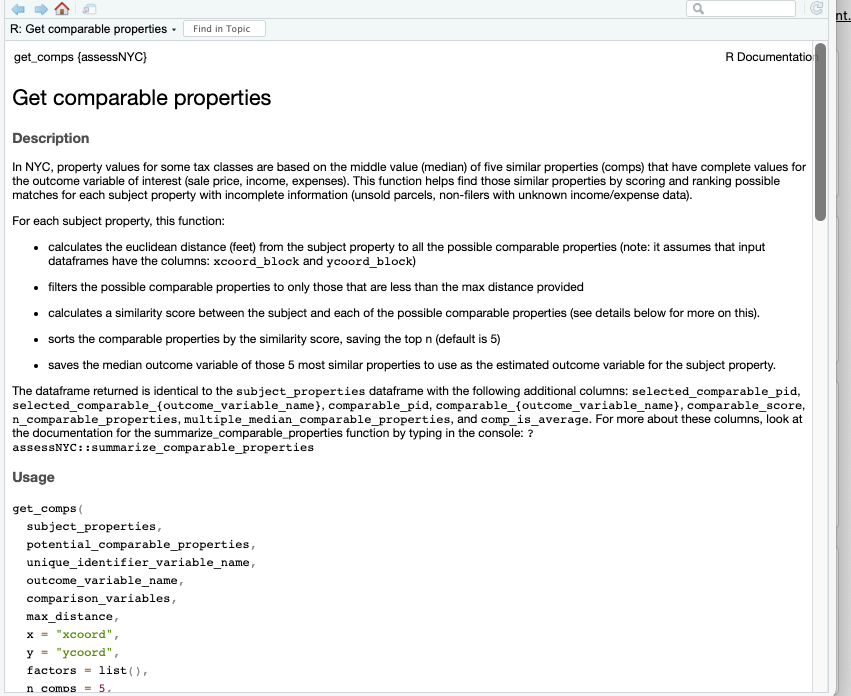 nt.
R: Get comparable properties
Find in Topic
get_comps {assessNYC}
R Documentation
Get comparable properties
Description
In NYC, property values for some tax classes are based on the middle value (median) of five similar properties (comps) that have complete values for
the outcome variable of interest (sale price, income, expenses). This function helps find those similar properties by scoring and ranking possible
matches for each subject property with incomplete information (unsold parcels, non-filers with unknown income/expense data).
For each subject property, this function:
• calculates the euclidean distance (feet) from the subject property to all the possible comparable properties (note: it assumes that input
dataframes have the columns: xcoord_block and ycoord_block)
• filters the possible comparable properties to only those that are less than the max distance provided
• calculates a similarity score between the subject and each of the possible comparable properties (see details below for more on this).
• sorts the comparable properties by the similarity score, saving the top n (default is 5)
• saves the median outcome variable of those 5 most similar properties to use as the estimated outcome variable for the subject property.
The dataframe returned is identical to the subject_properties dataframe with the following additional columns: selected_comparable_pid,
selected_comparable_{outcome_variable_name}, comparable_pid, comparable_{outcome_variable_name}, comparable_score,
n_comparable_properties, multiple_median_comparable_properties, and comp_is_average. For more about these columns, look at
the documentation for the summarize_comparable_properties function by typing in the console: ?
assessNYC::summarize_comparable_properties
Usage
get_comps(
subject_properties,
potential_comparable_properties,
unique_identifier_variable_name,
outcome_variable_name,
comparison_variables,
max_distance,
x = "xcoord",
y = "ycoord",
factors = list(),
n_comps = 5,